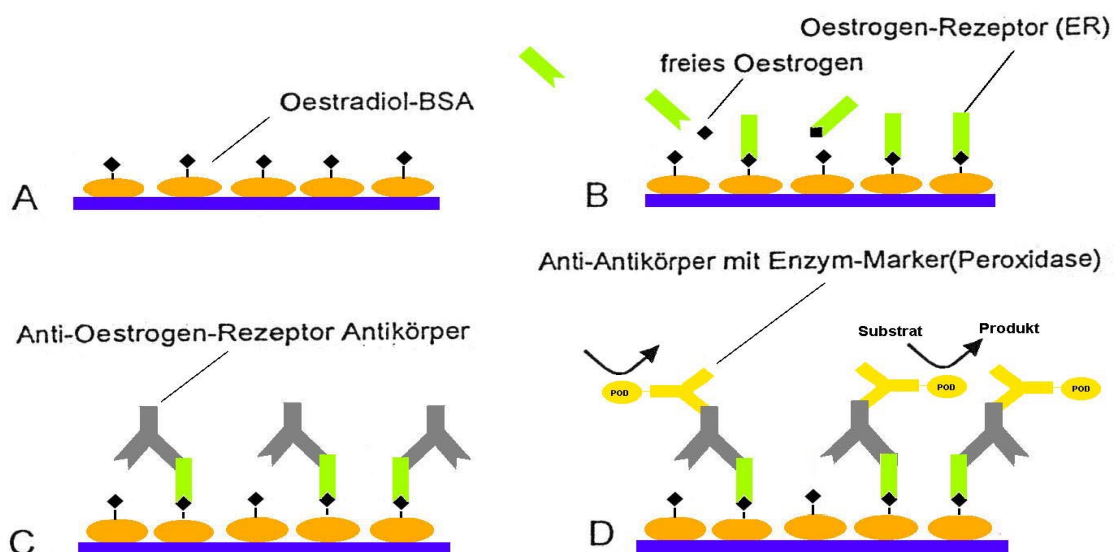 Oestradiol-BSA
A
Oestrogen-Rezeptor (ER)
freies Oestrogen
B
Anti-Oestrogen-Rezeptor Antikörper
C
Anti-Antikörper mit Enzym-Marker(Peroxidase)
Substrat
Produkt
POD
POD
POD
D